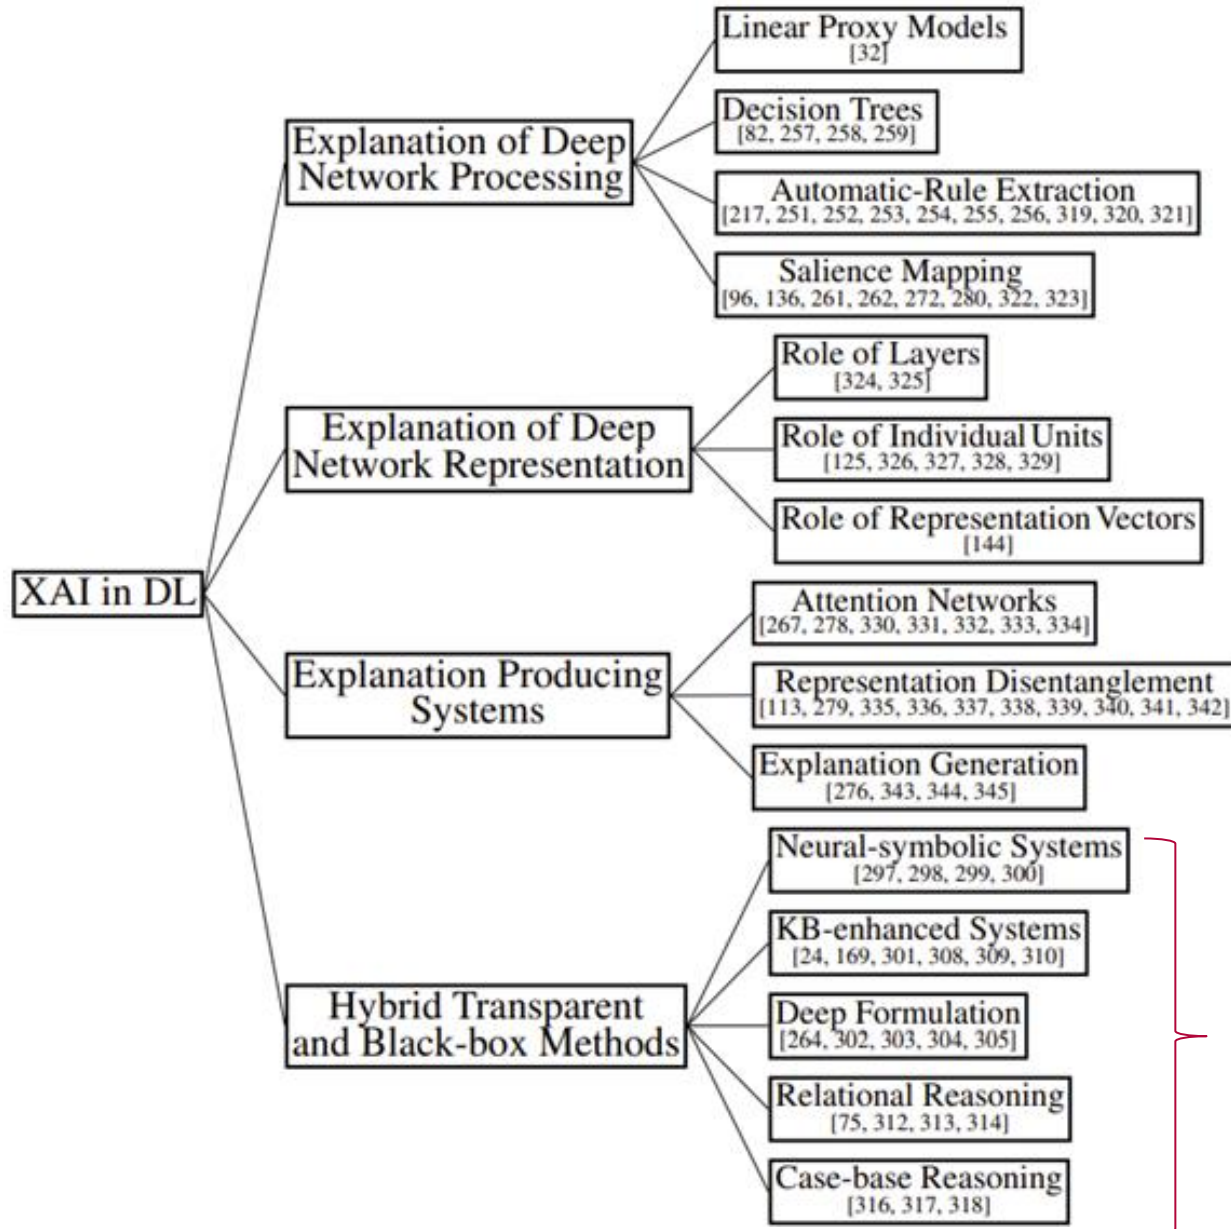 XAI in DL
Explanation of Deep
Network Processing
Linear Proxy Models
[32]
Decision Trees
[82, 257, 258, 259]
Automatic-Rule Extraction
[217, 251, 252, 253, 254, 255, 256, 319, 320, 321]
Salience Mapping
[96, 136, 261, 262, 272, 280, 322, 323]
Explanation of Deep
Network Representation
Role of Layers
[324, 325]
Role of Individual Units
[125, 326, 327, 328, 329]
Role of Representation Vectors
[144]
Explanation Producing
Systems
Attention Networks
[267, 278, 330, 331, 332, 333, 334]
Representation Disentanglement
[113, 279, 335, 336, 337, 338, 339, 340, 341, 342]
Explanation Generation
[276, 343, 344, 345]
Hybrid Transparent
and Black-box Methods
Neural-symbolic Systems
[297, 298, 299, 300]
KB-enhanced Systems
[24, 169, 301, 308, 309, 310]
Deep Formulation
[264, 302, 303, 304, 305]
Relational Reasoning
[75, 312, 313, 314]
Case-base Reasoning
[316, 317, 318]